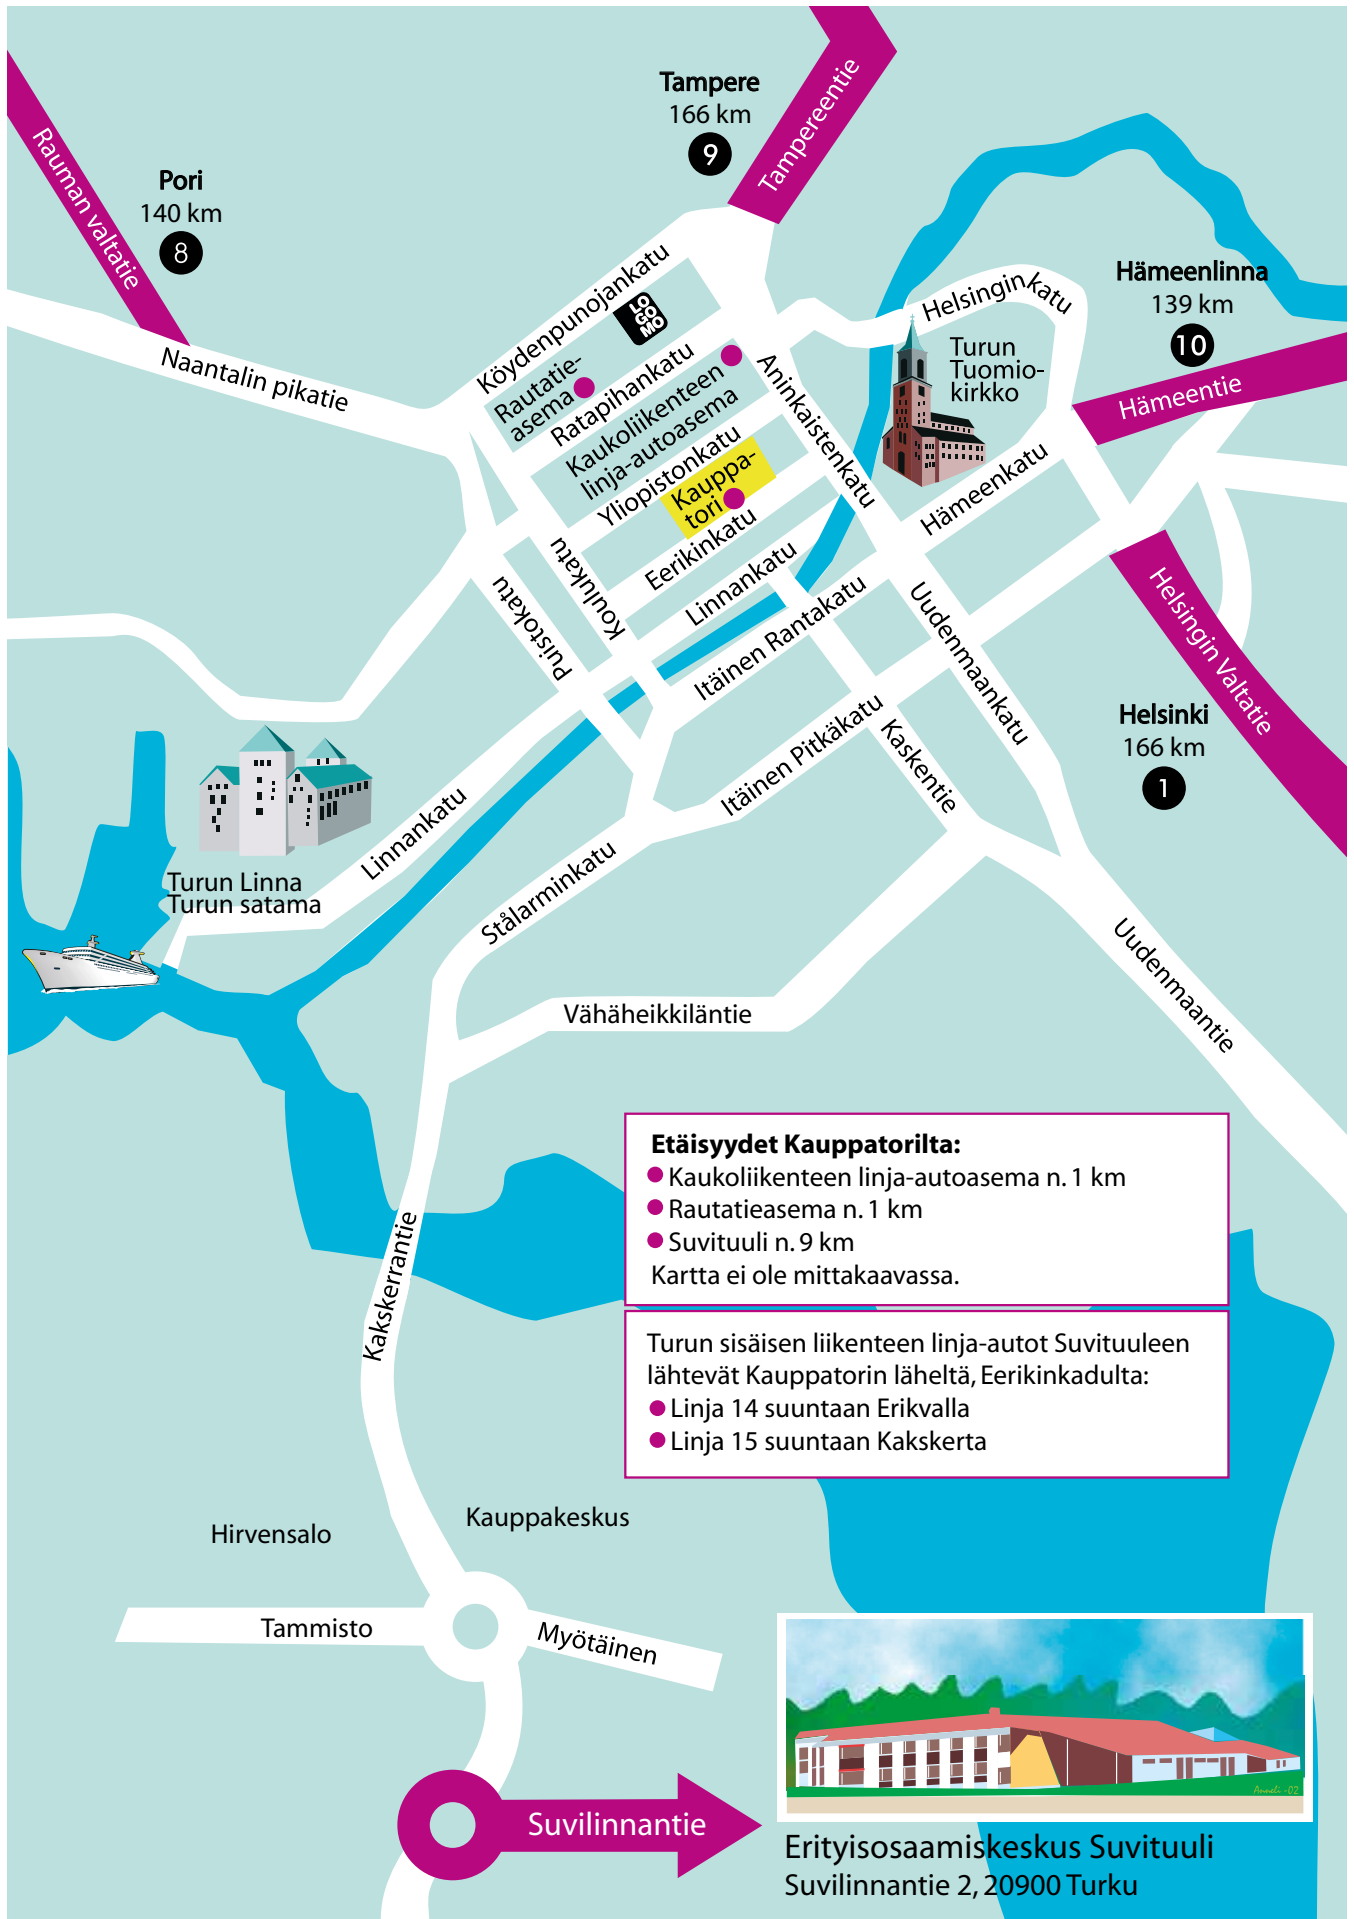 Tampere
166 km
9
Tampereentie
Rauman valtatie
Pori
140 km
8
Hämeenlinna
139 km
10
Hämeentie
Helsinginkatu
Köydenpunojankatu
LO
GO
MO
Naantalin pikatie
Rautatie-
asema
Ratapihankatu
Kaukoliikenteen
linja-autoasema
Aninkaistenkatu
Turun
Tuomio-
kirkko
Yliopistonkatu
Kauppa-
tori
Eerikinkatu
Hämeenkatu
Koulukatu
Puistokatu
Linnankatu
Itäinen Rantakatu
Uudenmaankatu
Helsingin Valtatie
Helsinki
166 km
1
Itäinen Pitkäkatu
Kaskentie
Linnankatu
Turun Linna
Turun satama
Stålarminkatu
Uudenmaantie
Vähäheikkiläntie
Kakskerrantie
Etäisyydet Kauppatorilta:
Kaukoliikenteen linja-autoasema n. 1 km
Rautatieasema n. 1 km
Suvituuli n. 9 km
Kartta ei ole mittakaavassa.
Turun sisäisen liikenteen linja-autot Suvituuleen
lähtevät Kauppatorin läheltä, Eerikinkadulta:
Linja 14 suuntaan Erikvalla
Linja 15 suuntaan Kakskerta
Hirvensalo
Kauppakeskus
Tammisto
Myötäinen
Suvilinnantie
Anneli -02
Erityisosaamiskeskus Suvituuli
Suvilinnantie 2, 20900 Turku